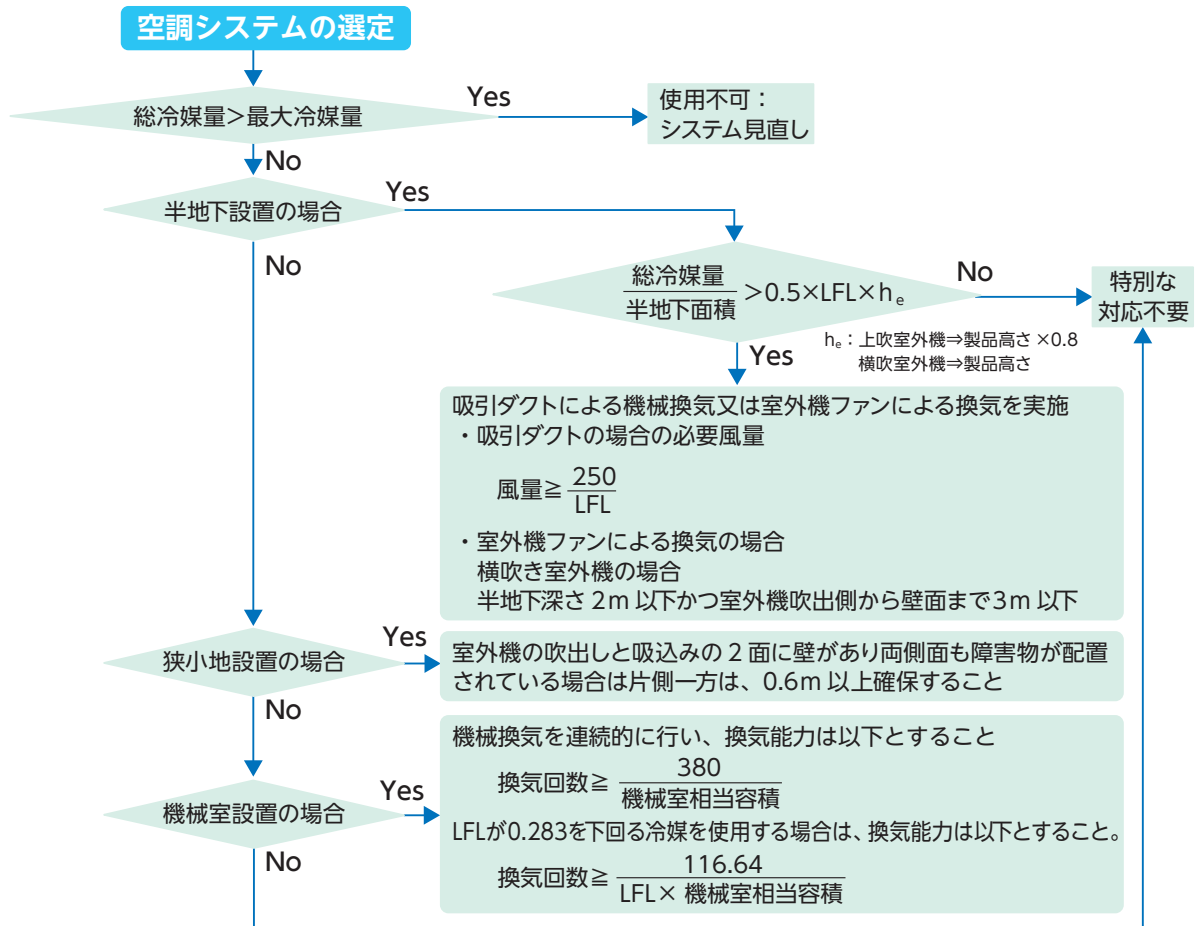 空調システムの選定
総冷媒量＞最大冷媒量
Yes
使用不可：
システム見直し
No
半地下設置の場合
Yes
No
総冷媒量
半地下面積
＞0.5×LFL×hₑ
No
特別な
対応不要
hₑ：上吹室外機⇒製品高さ×0.8
横吹室外機⇒製品高さ
Yes
吸引ダクトによる機械換気又は室外機ファンによる換気を実施
・吸引ダクトの場合の必要風量
風量≧ 250
LFL
・室外機ファンによる換気の場合
横吹き室外機の場合
半地下深さ 2m 以下かつ室外機吹出側から壁面まで3m 以下
狭小地設置の場合
Yes
室外機の吹出しと吸込みの 2 面に壁があり両側面も障害物が配置
されている場合は片側一方は、0.6m 以上確保すること
No
機械室設置の場合
Yes
機械換気を連続的に行い、換気能力は以下とすること
換気回数≧ 380
機械室相当容積
LFLが0.283を下回る冷媒を使用する場合は、換気能力は以下とすること。
換気回数≧ 116.64
LFL× 機械室相当容積
No